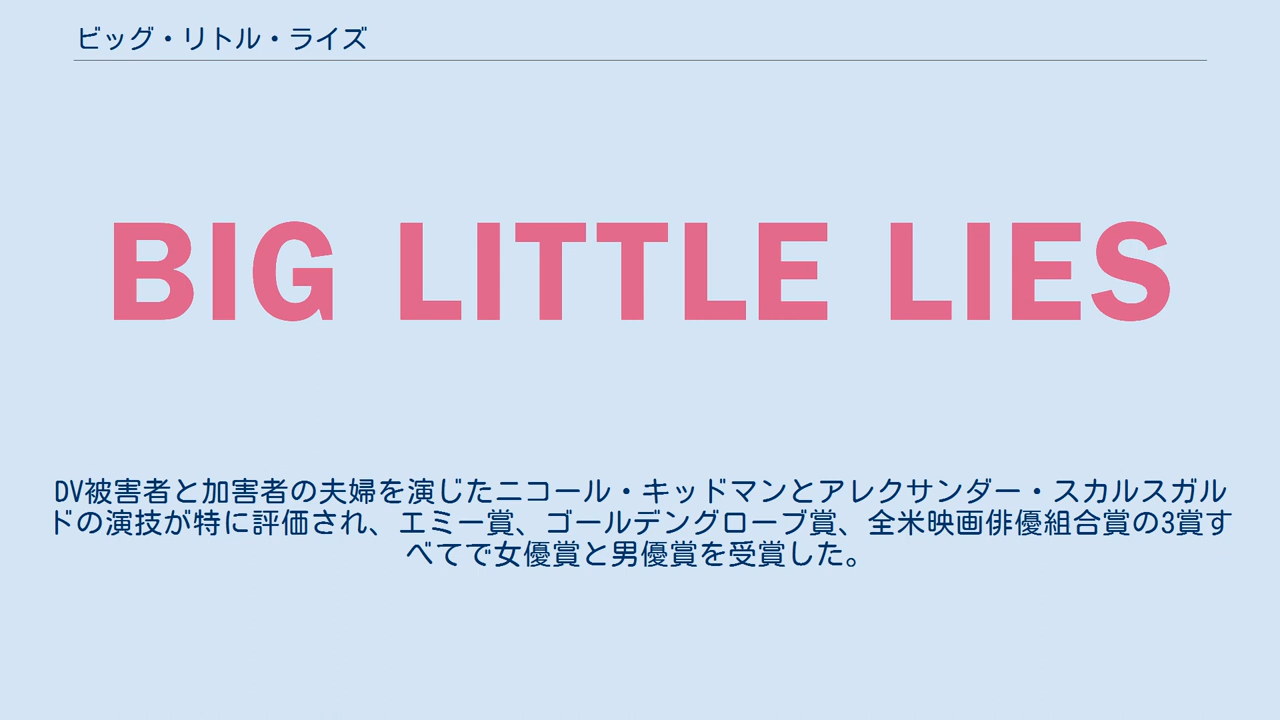 ビッグ・リトル・ライズ
BIG LITTLE LIES
DV被害者と加害者の夫婦を演じたニコール・キッドマンとアレクサンダー・スカルスガル
ドの演技が特に評価され、エミー賞、ゴールデングローブ賞、全米映画俳優組合賞の3賞す
べてで女優賞と男優賞を受賞した。